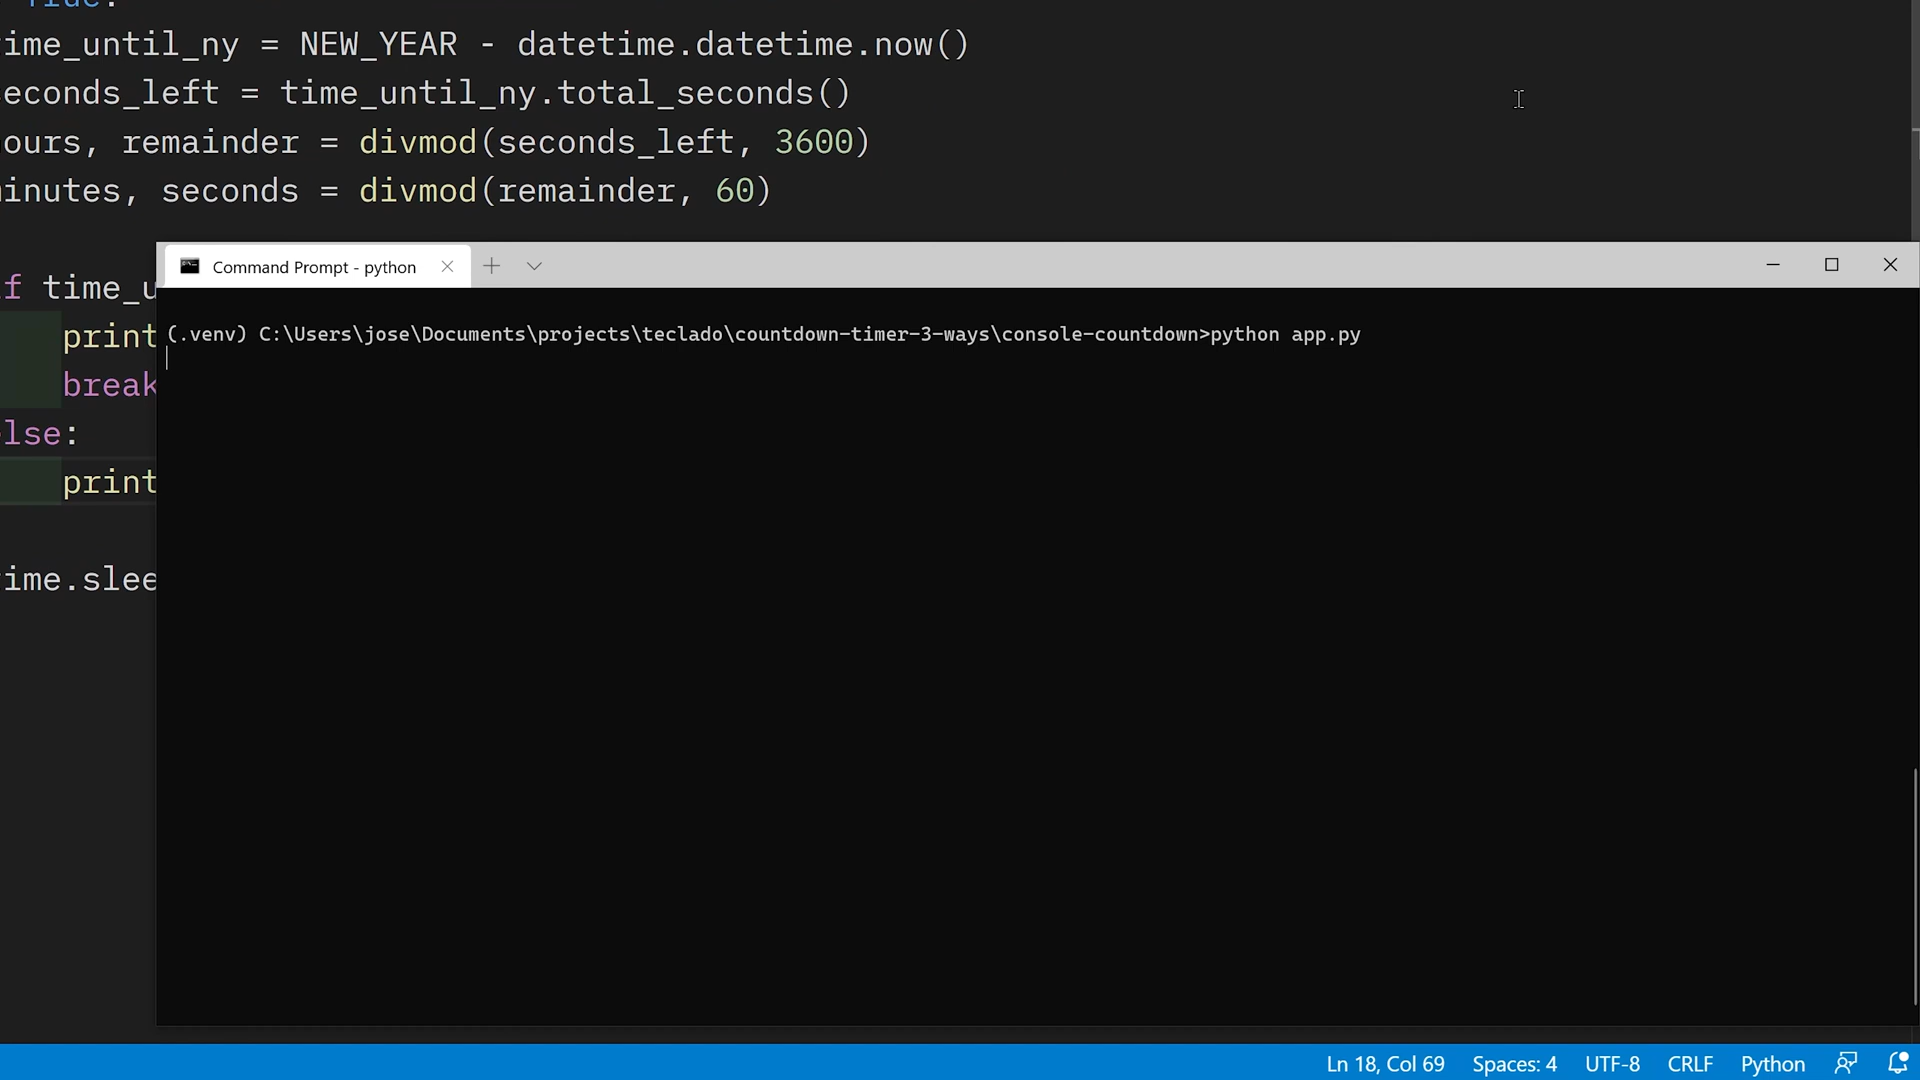 True:
ime_until_ny = NEW_YEAR - datetime.datetime.now()
econds_left = time_until_ny.total_seconds()
ours, remainder = divmod(seconds_left, 3600)
inutes, seconds = divmod(remainder, 60)
Command Prompt - python
f time_u
print
(.venv) C:\Users\jose\Documents\projects\teclado\countdown-timer-3-ways\console-countdown>python app.py
break
lse:
print
ime.slee
Ln 18, Col 69 Spaces: 4 UTF-8 CRLF Python